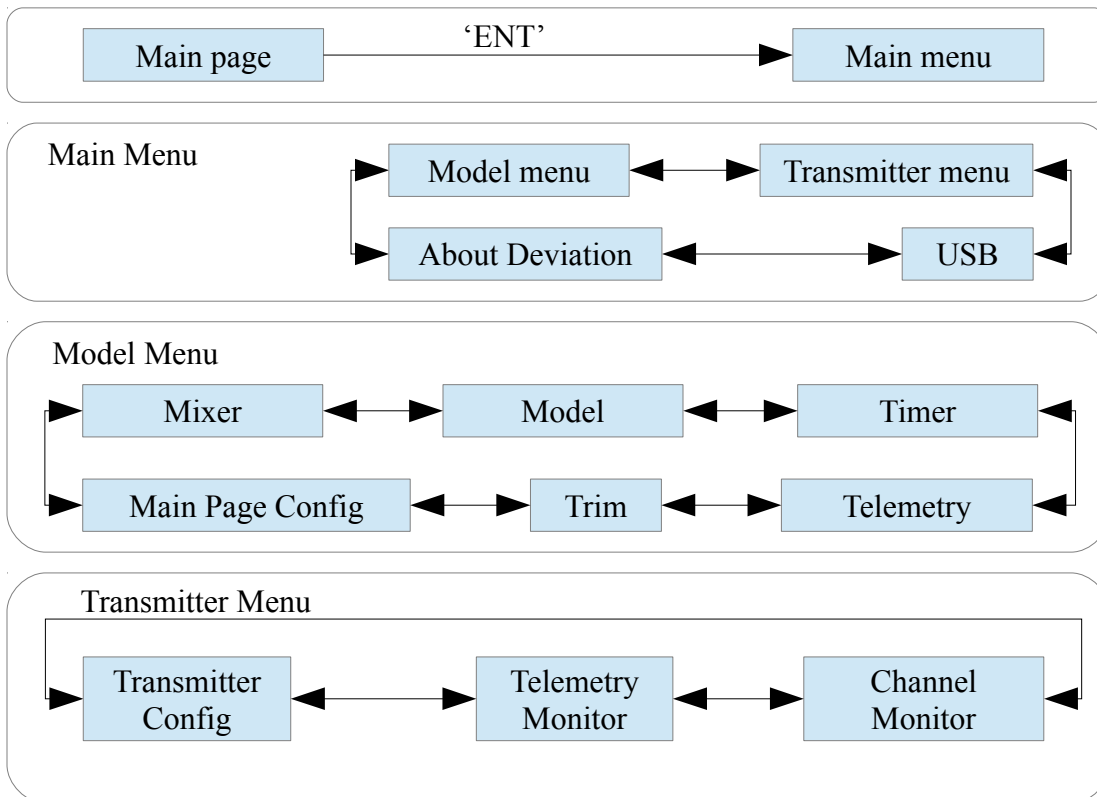 ‘ENT’
Main page
Main menu
Main Menu
Model menu
Transmitter menu
About Deviation
USB
Model Menu
Mixer
Model
Timer
Main Page Config
Trim
Telemetry
Transmitter Menu
Transmitter
Config
Telemetry
Monitor
Channel
Monitor